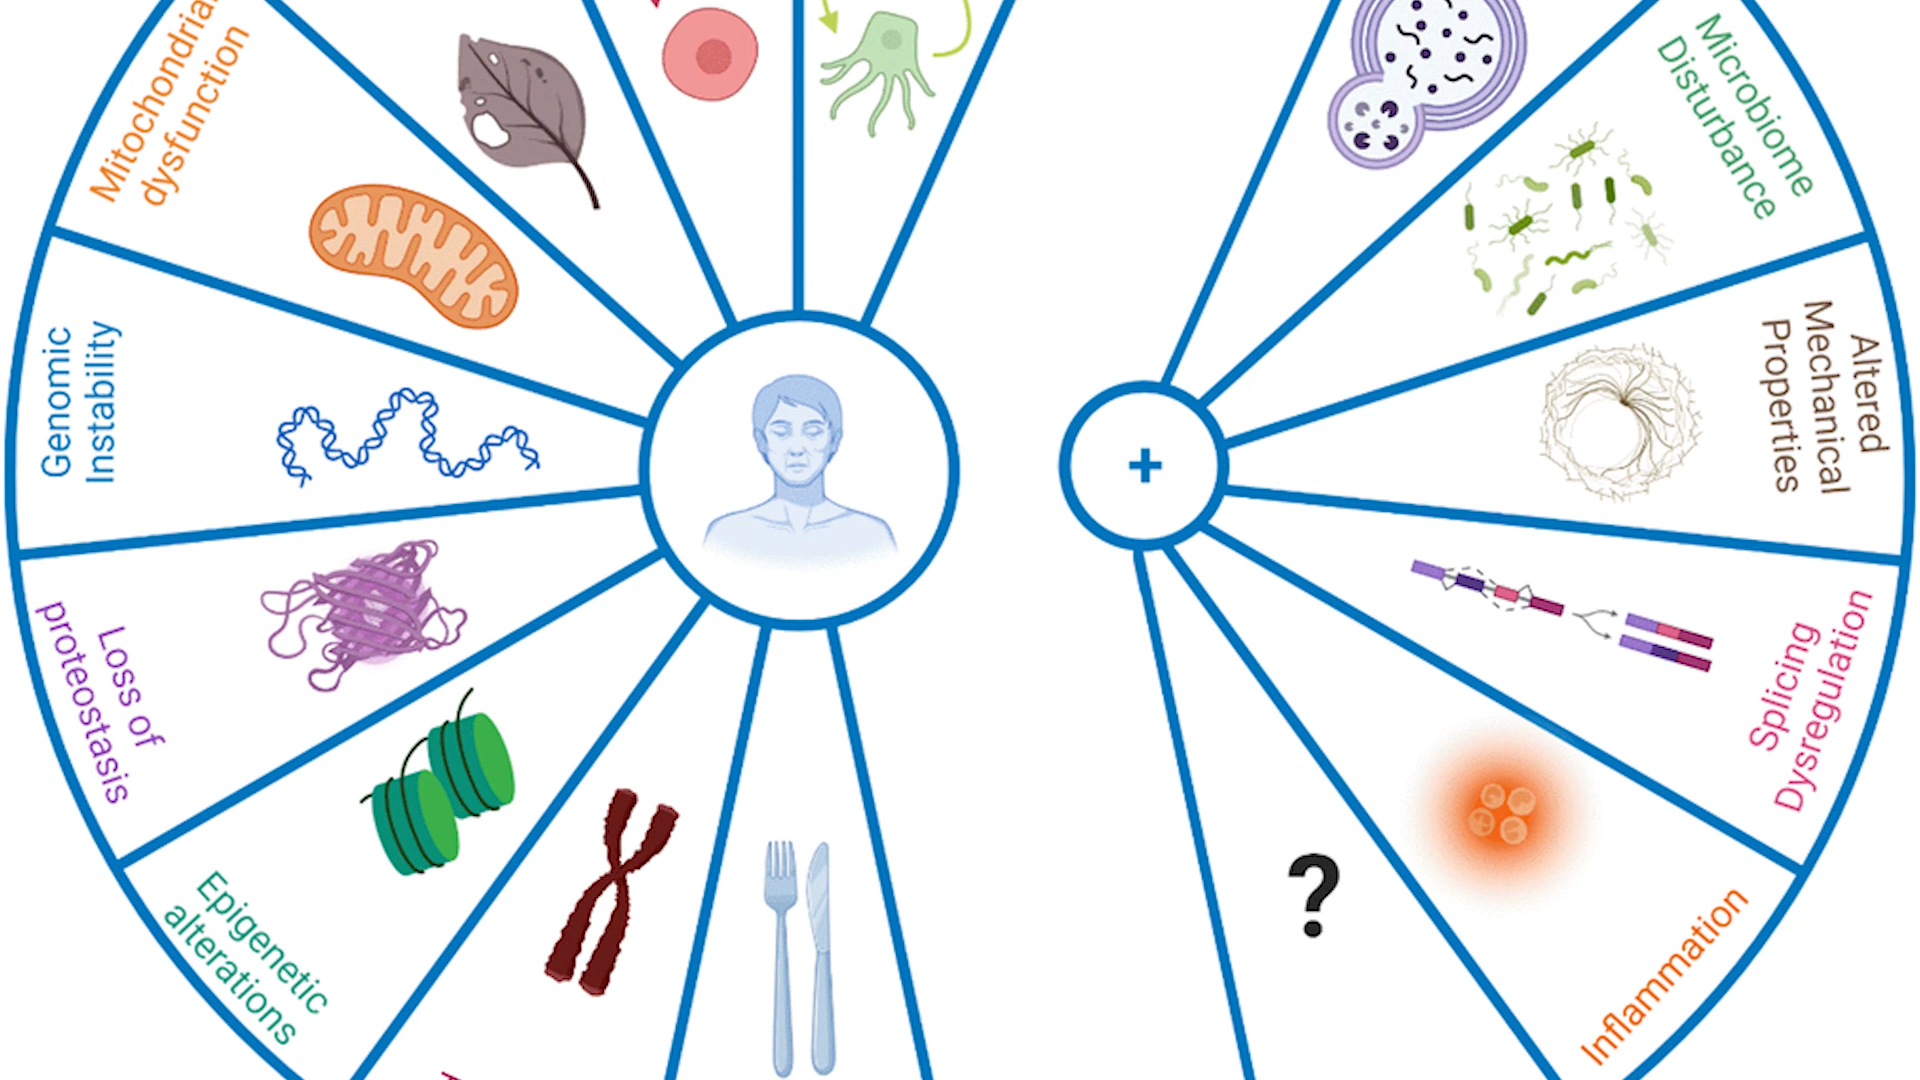 Mitochondrial
dysfunction
Genomic
Instability
Loss of
proteostasis
Epigenetic
alterations
+
Microbiome
Disturbance
Altered
Mechanical
Properties
Splicing
Dysregulation
Inflammation
?